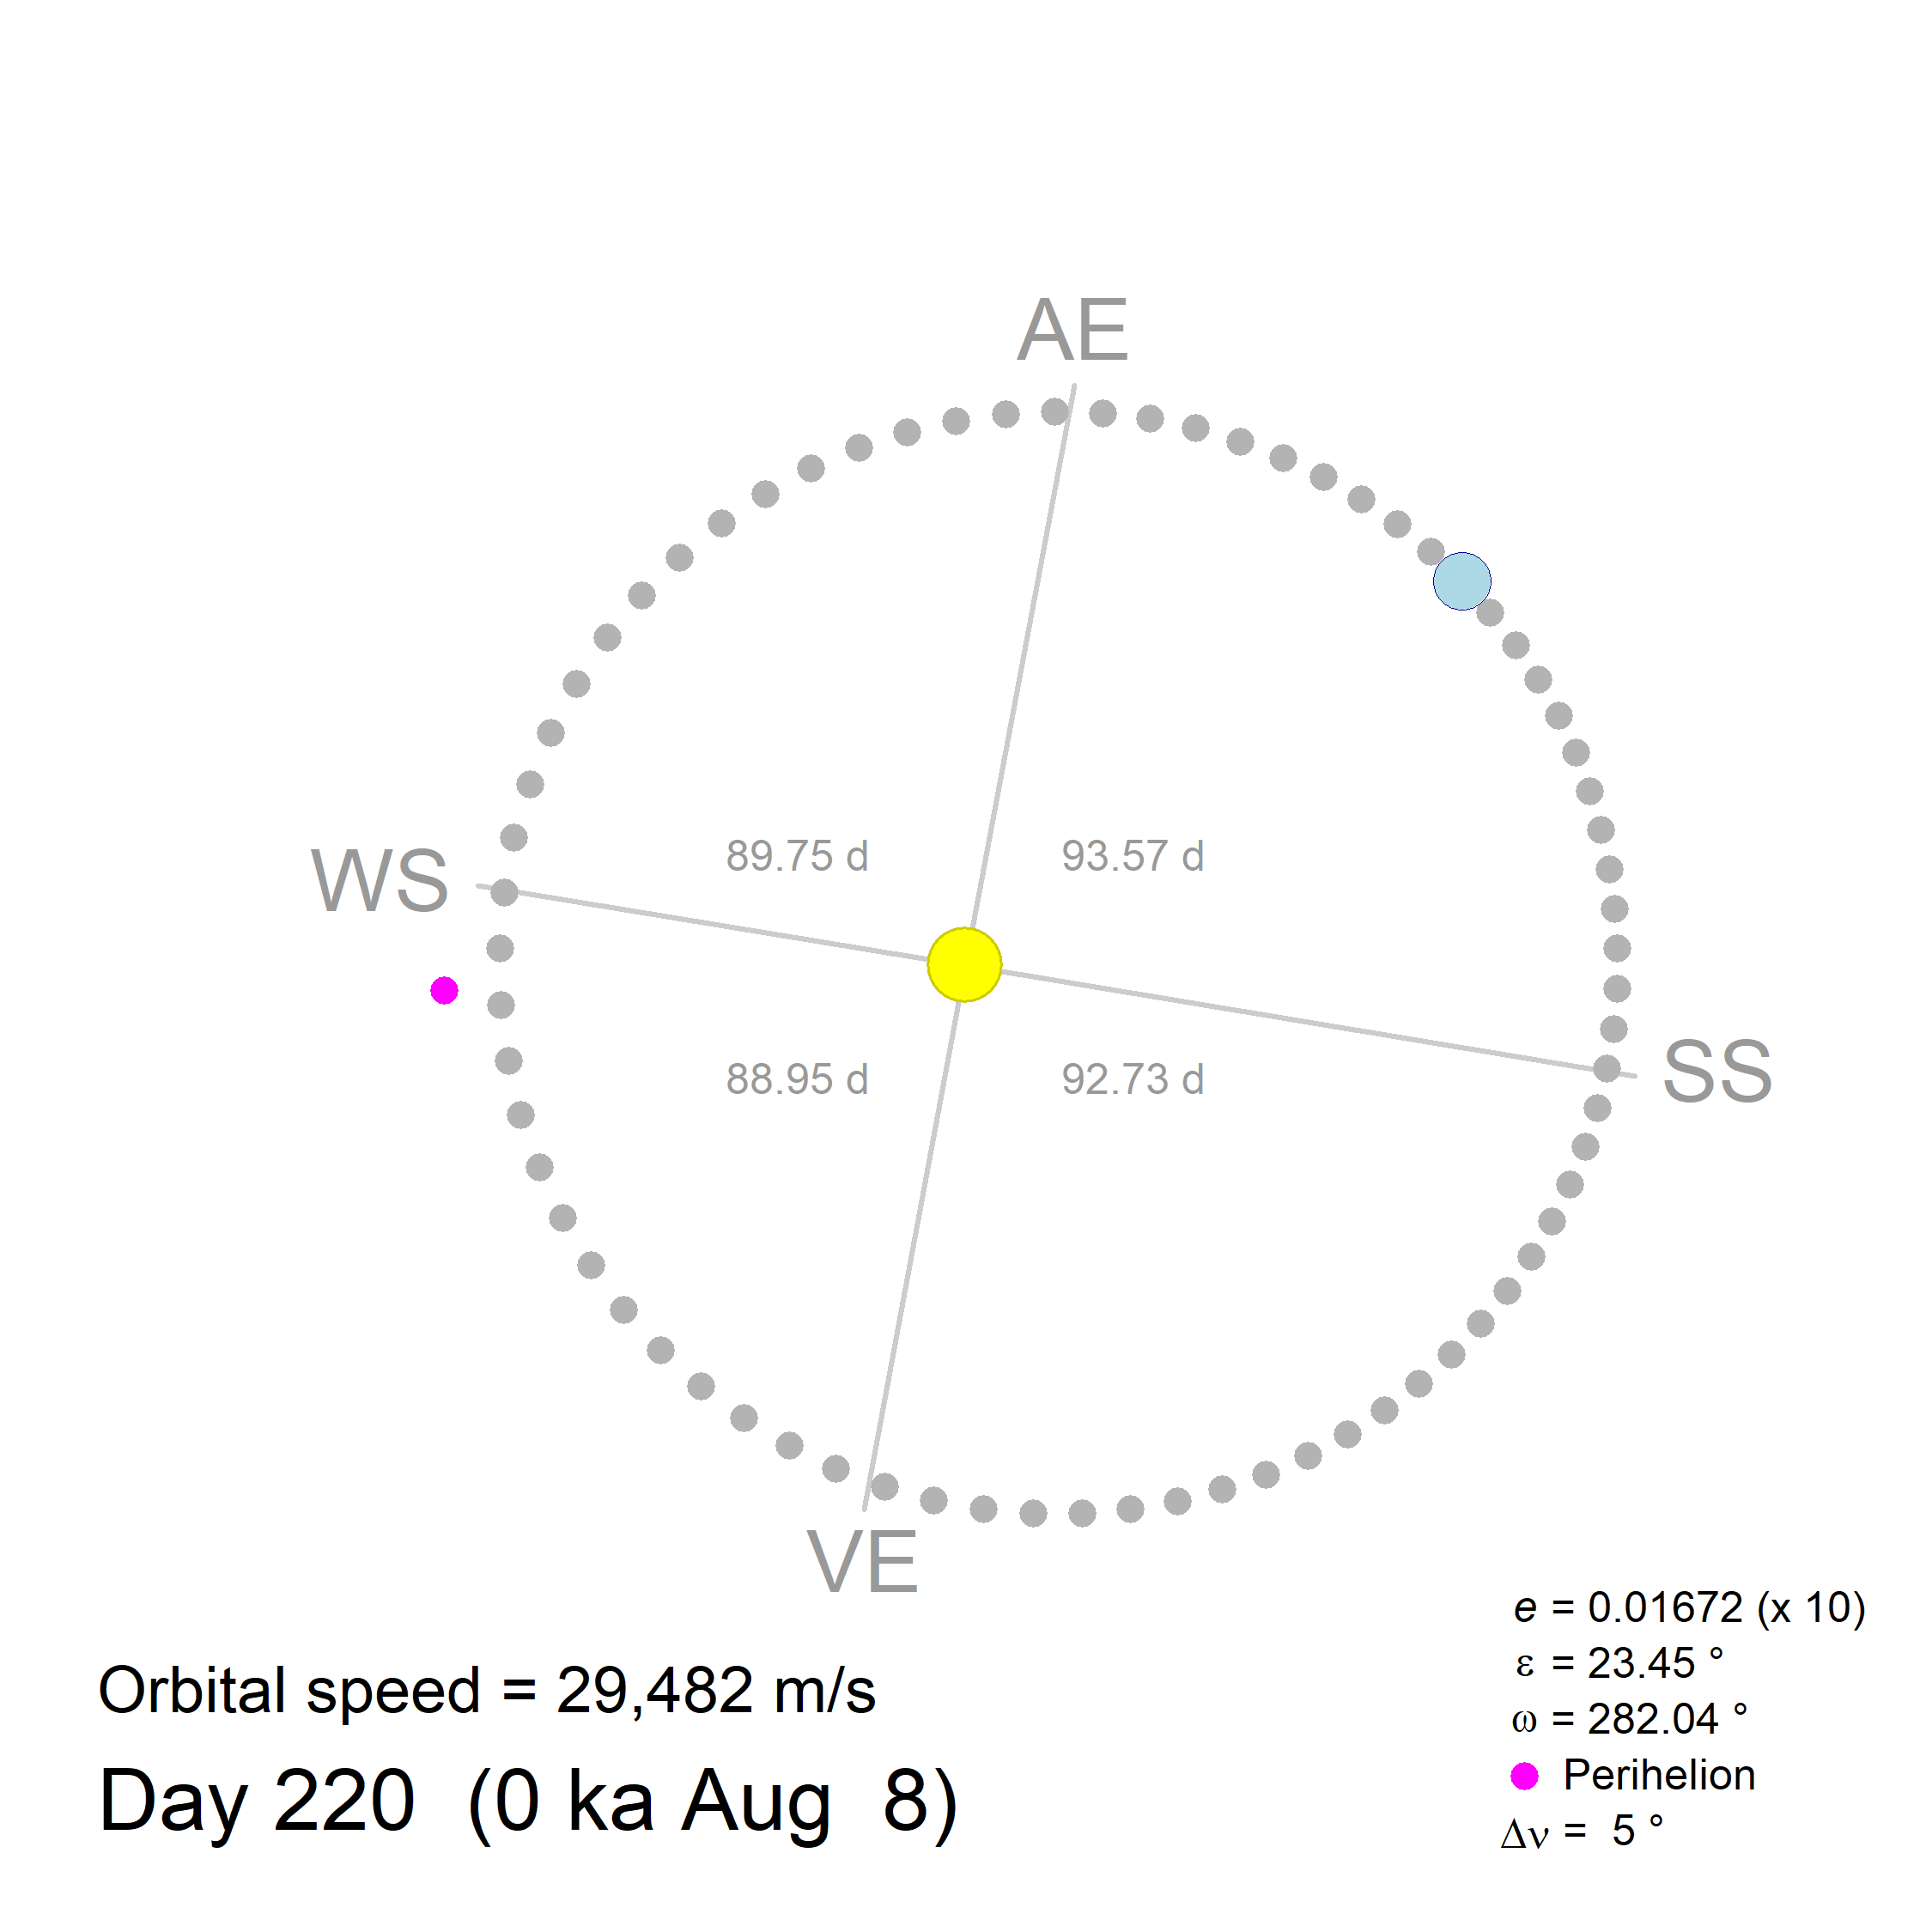 AE
WS
89.75 d
93.57 d
SS
88.95 d
92.73 d
VE
e = 0.01672 (x 10)
ε = 23.45 °
ω = 282.04 °
Perihelion
Δν = 5 °
Orbital speed = 29,482 m/s
Day 220 (0 ka Aug 8)